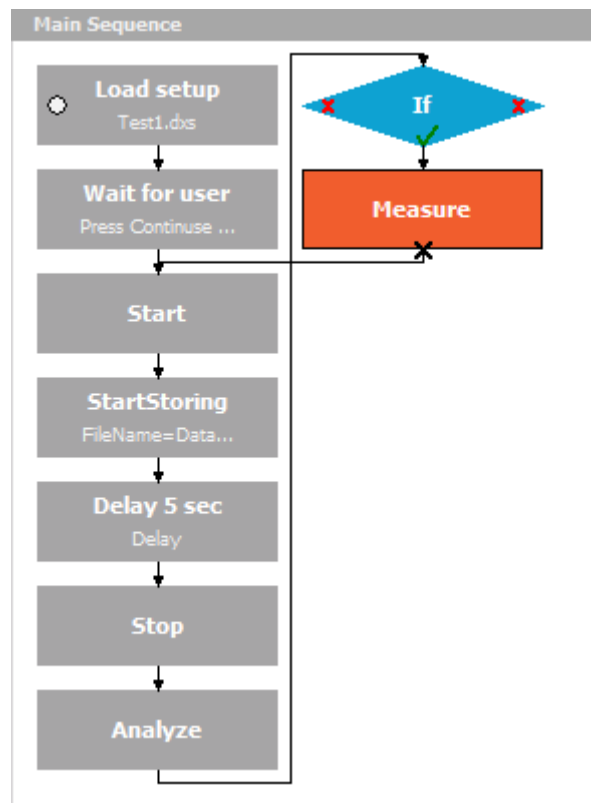 Main Sequence
Load setup
Test1.dxs
Wait for user
Press Continuse ...
Start
StartStoring
FileName=Data...
Delay 5 sec
Delay
Stop
Analyze
If
Measure